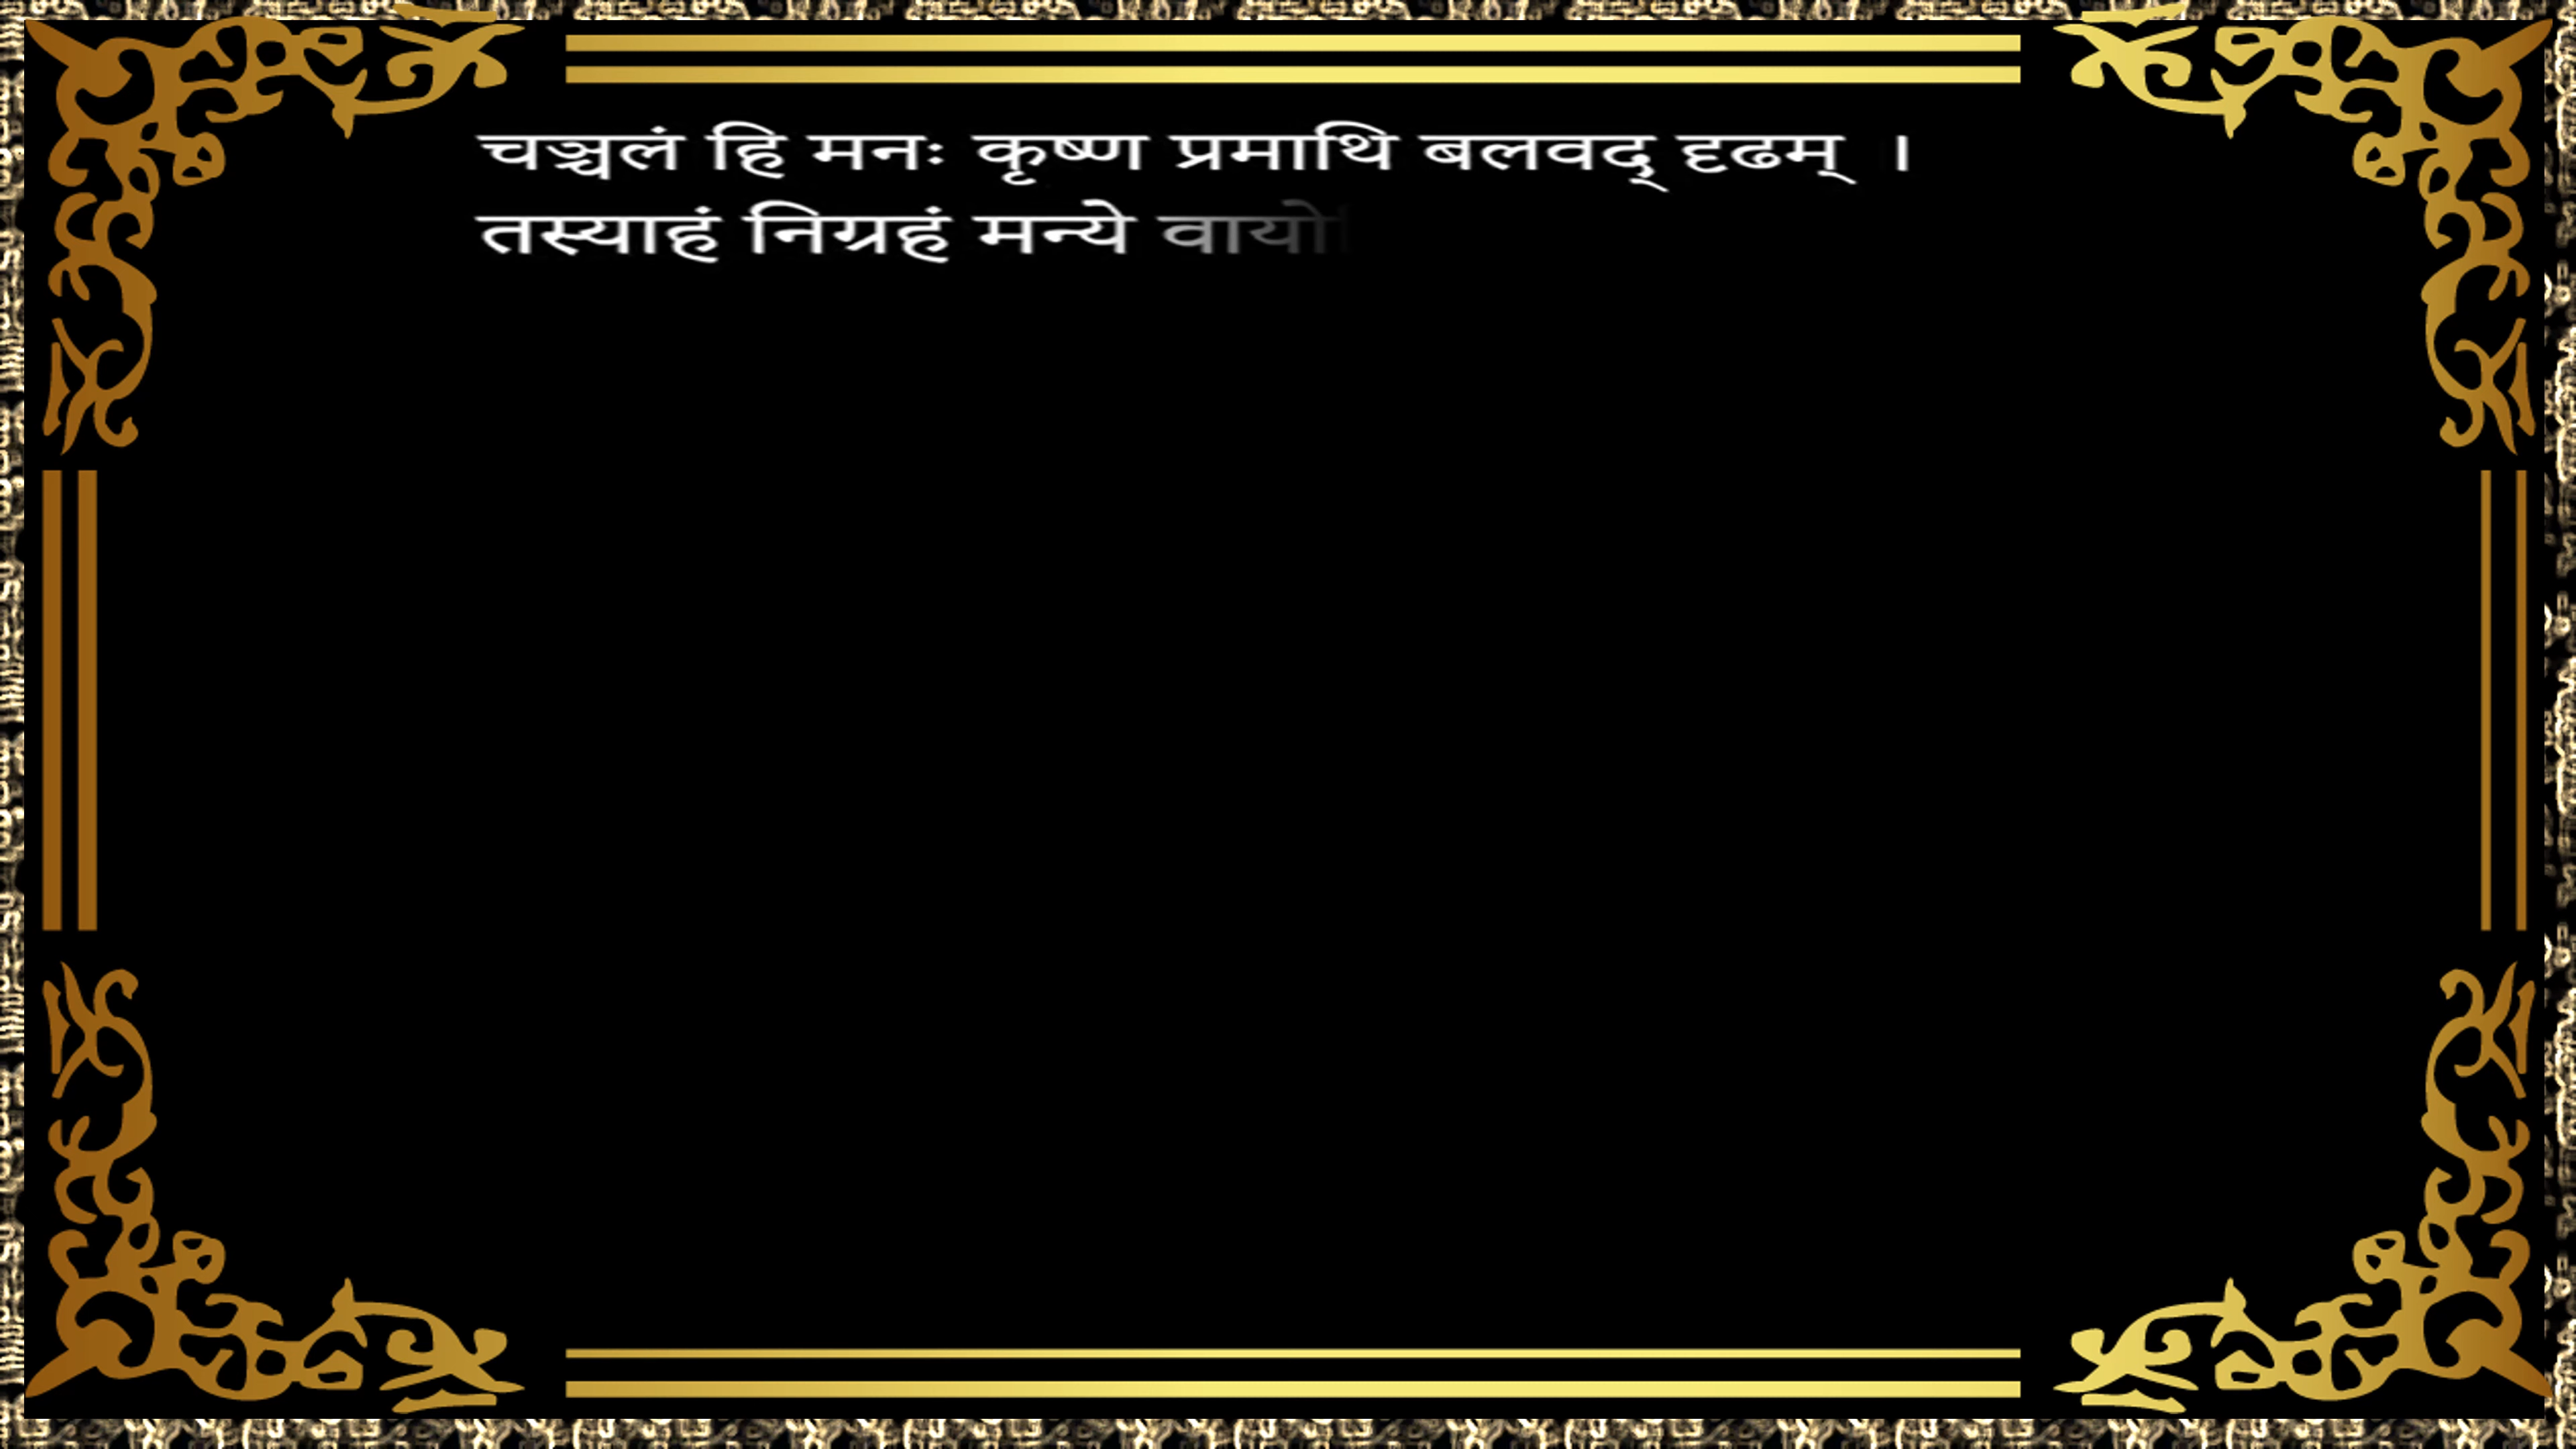 चञ्चलं हि मनः कृष्ण प्रमाथि बलवद् दृढम् ।
तस्याहं निग्रहं मन्ये वायो